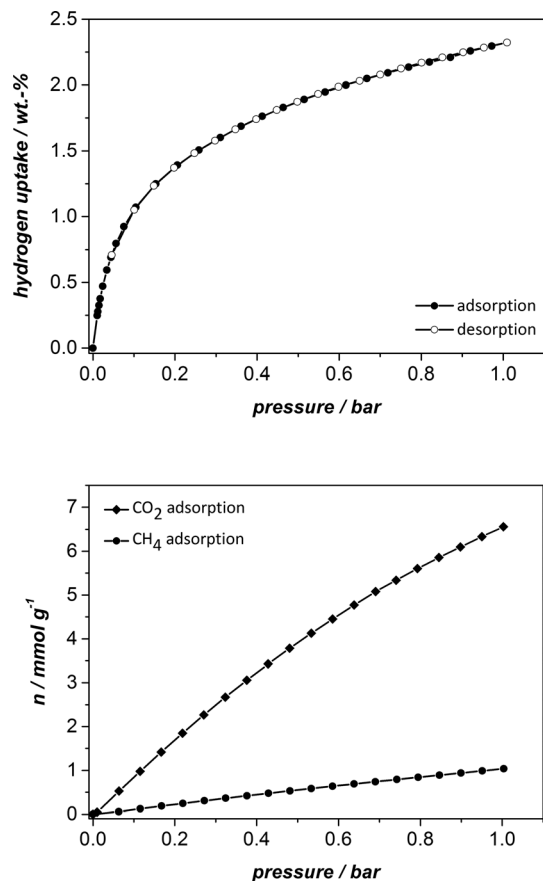 2.5
2.0
1.5
1.0
0.5
0.0
hydrogen uptake / wt.-%
adsorption
desorption
0.0 0.2 0.4 0.6 0.8 1.0
pressure / bar
7
6
5
4
3
2
1
0
n / mmol g⁻¹
CO₂ adsorption
CH₄ adsorption
0.0 0.2 0.4 0.6 0.8 1.0
pressure / bar